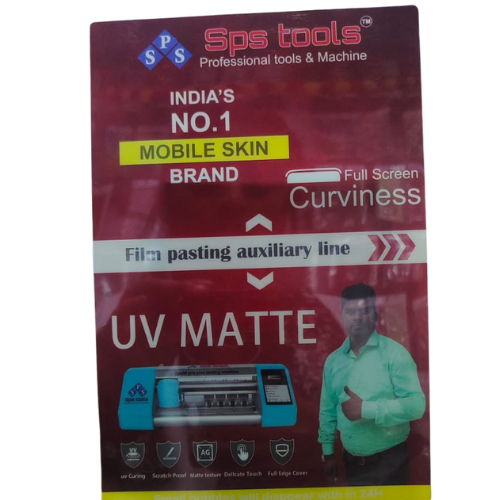 SPS
Sps tools™
Professional tools & Machine
INDIA'S
NO.1
MOBILE SKIN
BRAND
Full Screen
Curviness
Film pasting auxiliary line
UV MATTE
uv Curing
Scratch Proof
AG
Matte texture
Delicate Touch
Full Edge Cover